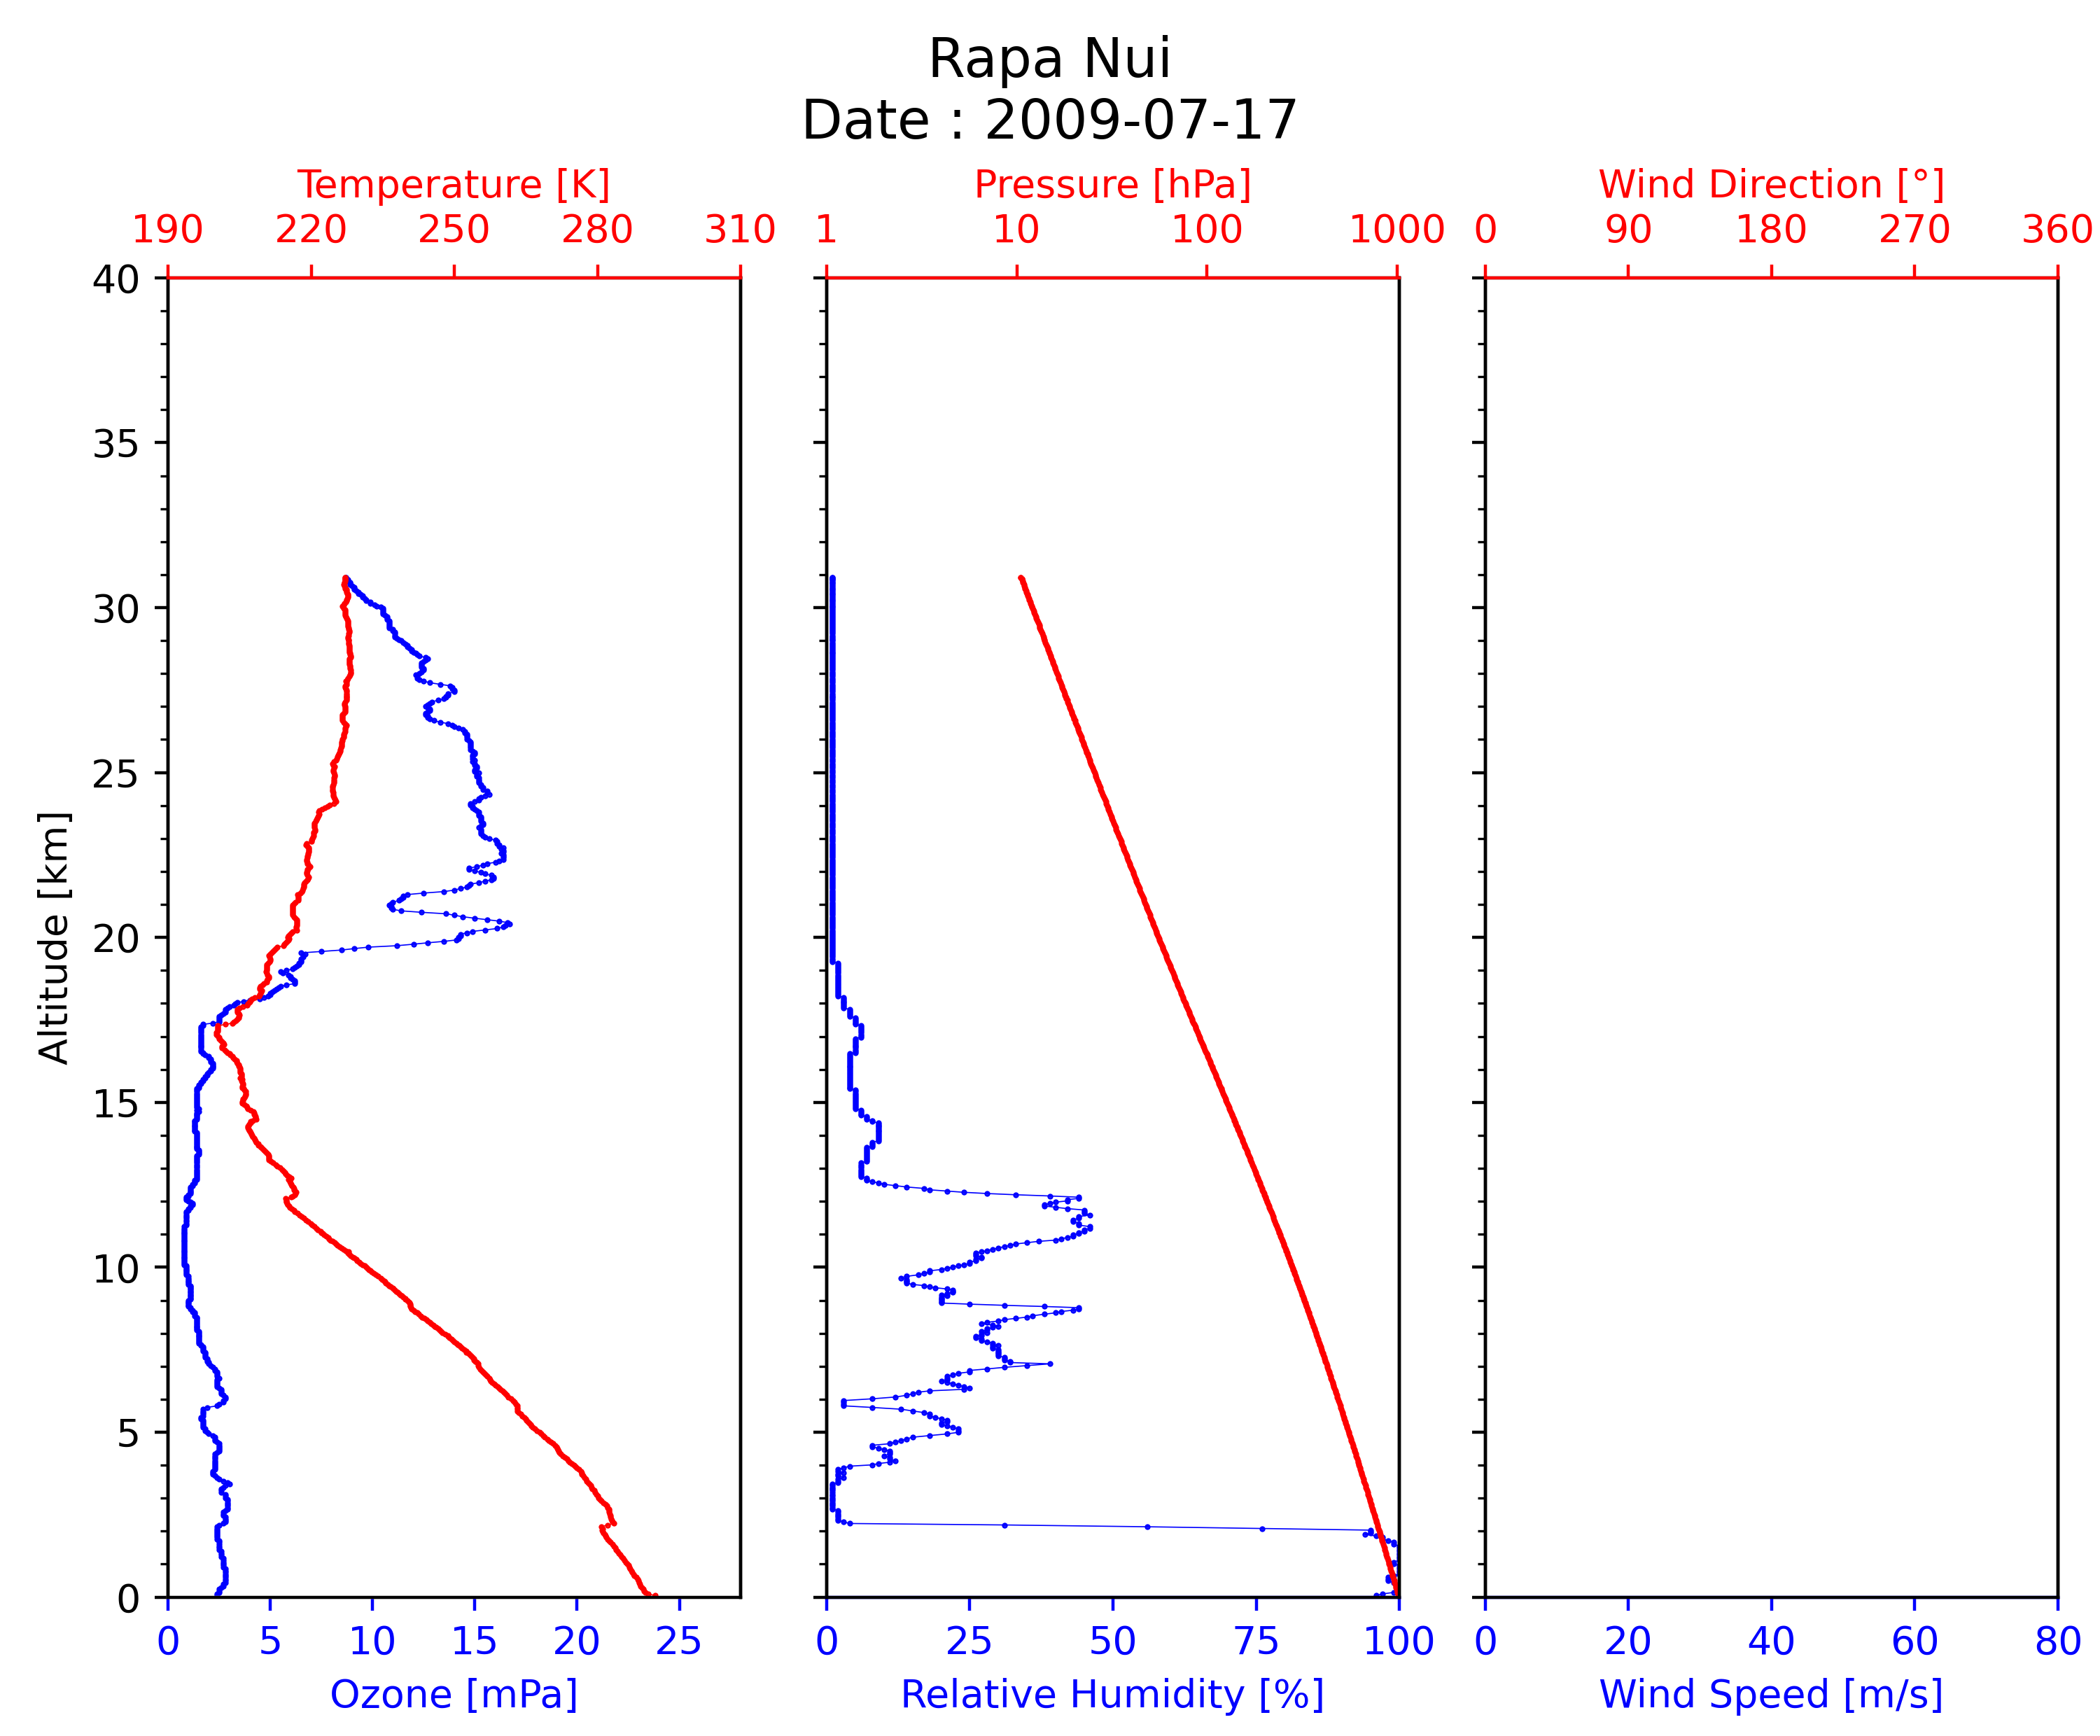 Rapa Nui
Date : 2009-07-17
Temperature [K]
190 220 250 280 310
Pressure [hPa]
1 10 100 1000
Wind Direction [°]
0 90 180 270 360
Altitude [km]
40
35
30
25
20
15
10
5
0
0 5 10 15 20 25
Ozone [mPa]
0 25 50 75 100
Relative Humidity [%]
0 20 40 60 80
Wind Speed [m/s]